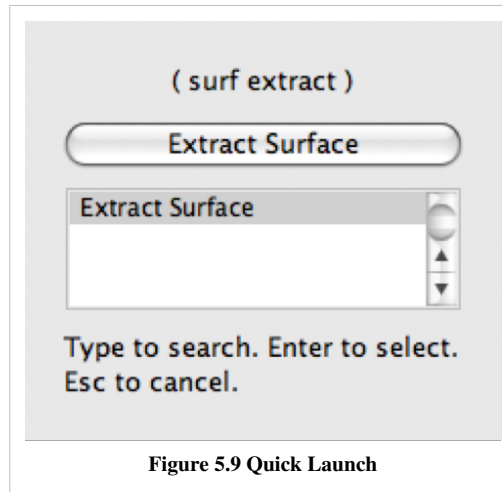 ( surf extract )
Extract Surface
Extract Surface
Type to search. Enter to select.
Esc to cancel.
Figure 5.9 Quick Launch